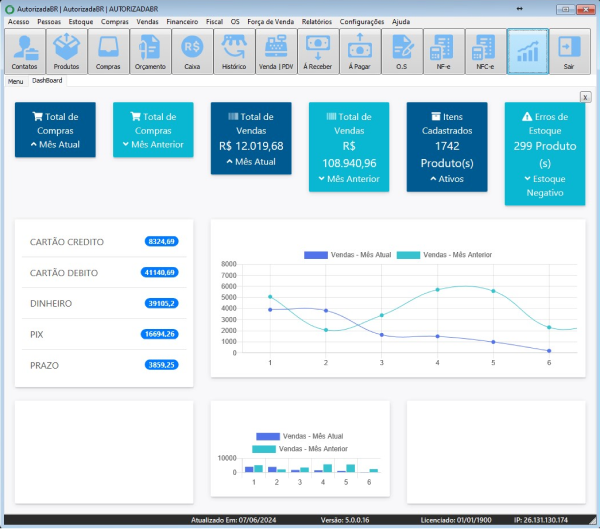 AutorizadaBR | AutorizadaBR | AUTORIZADABR
Acesso Pessoas Estoque Compras Vendas Financeiro Fiscal OS Força de Venda Relatórios Configurações Ajuda
Contatos Produtos Compras Orçamento Caixa Histórico Venda | PDV Á Receber Á Pagar O.S NF-e NFC-e Sair
Menu DashBoard
X
Total de
Compras
Mês Atual
Total de
Compras
Mês Anterior
Total de
Vendas
R$ 12.019,68
Mês Atual
Total de
Vendas
R$
108.940,96
Mês Anterior
Itens
Cadastrados
1742
Produto(s)
Ativos
Erros de
Estoque
299 Produto
(s)
Estoque
Negativo
CARTÃO CREDITO 8324,69
CARTÃO DEBITO 41140,69
DINHEIRO 39105,2
PIX 16694,26
PRAZO 3859,25
Vendas - Mês Atual Vendas - Mês Anterior
8000
7000
6000
5000
4000
3000
2000
1000
0
1 2 3 4 5 6
Vendas - Mês Atual
Vendas - Mês Anterior
10000
0
1 2 3 4 5 6
Atualizado Em: 07/06/2024 Versão: 5.0.0.16 Licenciado: 01/01/1900 IP: 26.131.130.174